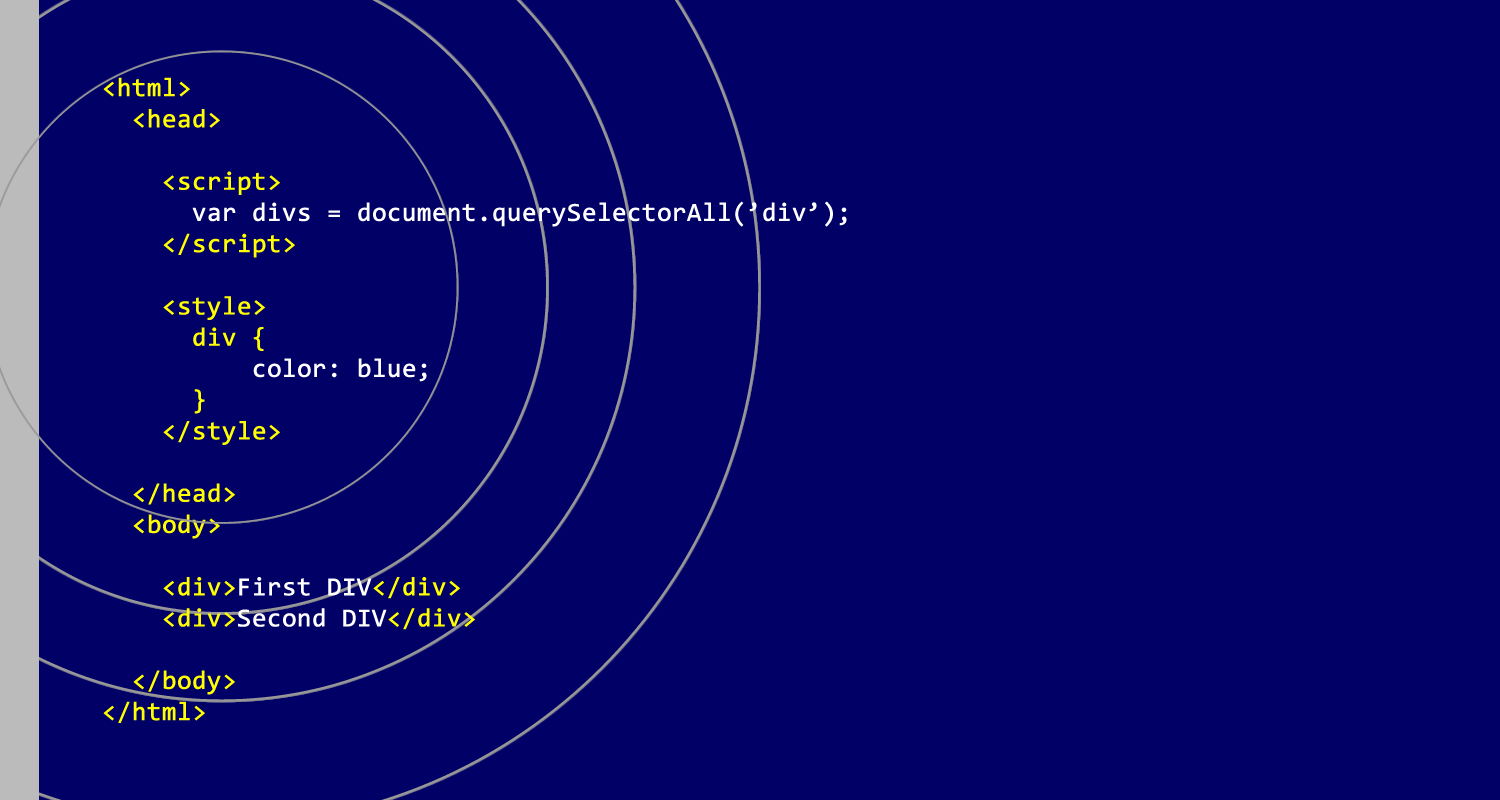 <html>
<head>
<script>
var divs = document.querySelectorAll(’div’);
</script>
<style>
div {
color: blue;
}
</style>
</head>
<body>
<div>First DIV</div>
<div>Second DIV</div>
</body>
</html>